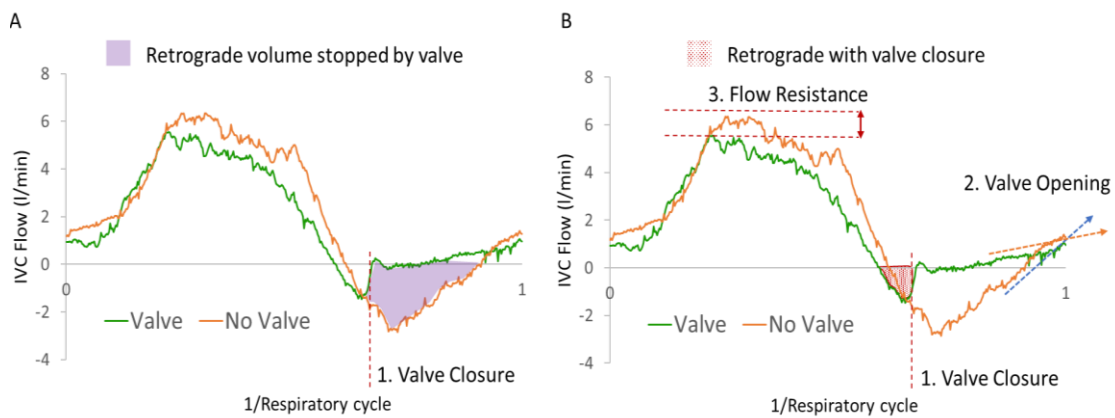 A
Retrograde volume stopped by valve
8
6
4
2
0
-2
-4
0
1
IVC Flow (l/min)
Valve
No Valve
1. Valve Closure
1/Respiratory cycle
B
Retrograde with valve closure
8
6
4
2
0
-2
-4
0
1
IVC Flow (l/min)
3. Flow Resistance
2. Valve Opening
Valve
No Valve
1. Valve Closure
1/Respiratory cycle